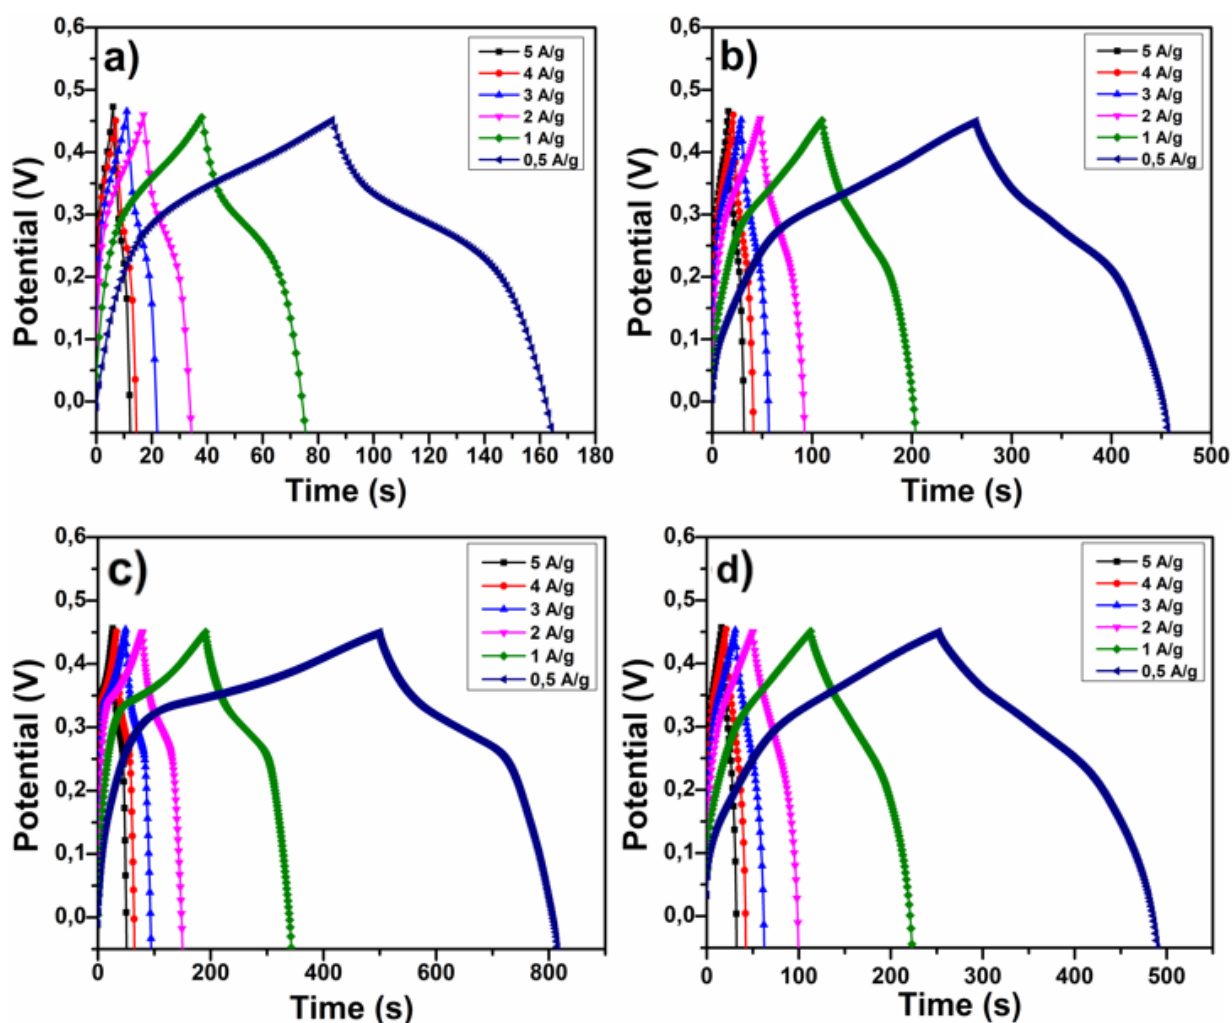 a)
0,6
0,5
0,4
0,3
0,2
0,1
0,0
Potential (V)
5 A/g
4 A/g
3 A/g
2 A/g
1 A/g
0,5 A/g
0 20 40 60 80 100 120 140 160 180
Time (s)
b)
0,6
0,5
0,4
0,3
0,2
0,1
0,0
Potential (V)
5 A/g
4 A/g
3 A/g
2 A/g
1 A/g
0,5 A/g
0 100 200 300 400 500
Time (s)
c)
0,6
0,5
0,4
0,3
0,2
0,1
0,0
Potential (V)
5 A/g
4 A/g
3 A/g
2 A/g
1 A/g
0,5 A/g
0 200 400 600 800
Time (s)
d)
0,6
0,5
0,4
0,3
0,2
0,1
0,0
Potential (V)
5 A/g
4 A/g
3 A/g
2 A/g
1 A/g
0,5 A/g
0 100 200 300 400 500
Time (s)